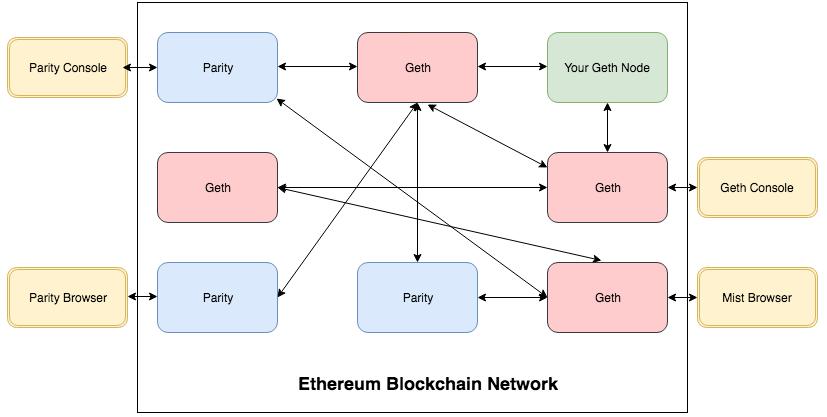 Parity Console
Parity
Geth
Your Geth Node
Geth
Geth
Geth Console
Parity Browser
Parity
Parity
Geth
Mist Browser
Ethereum Blockchain Network